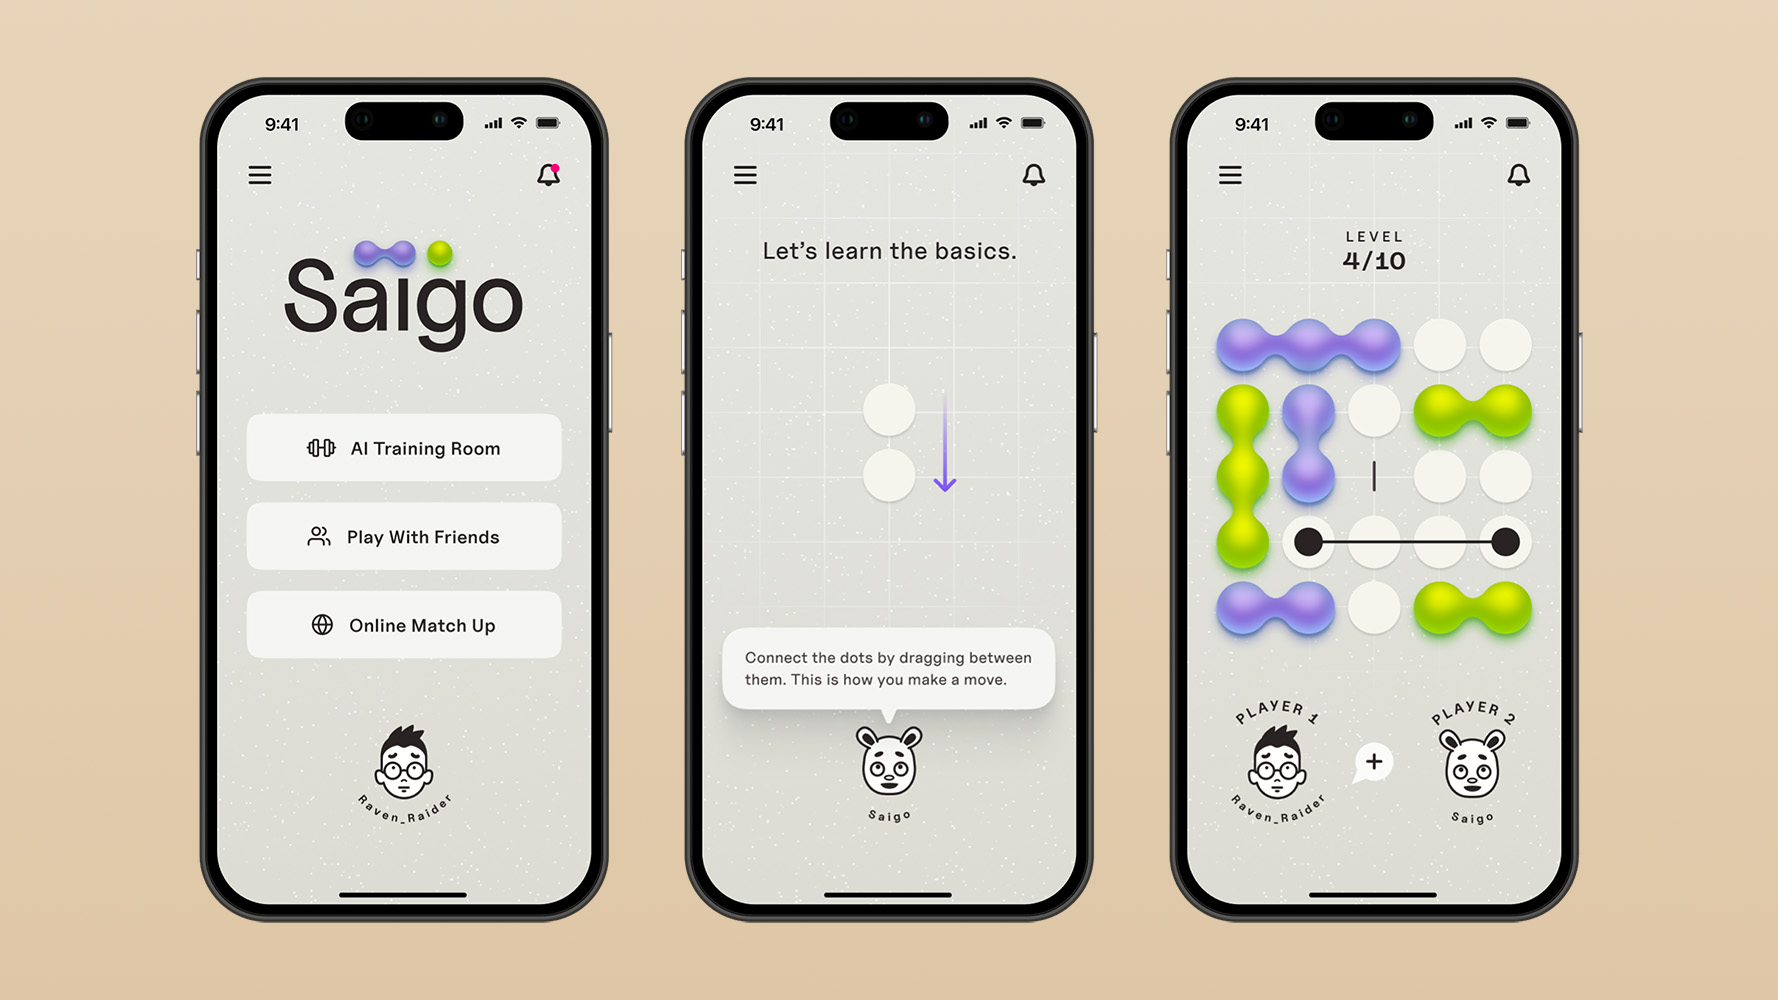 9:41
Saigo
AI Training Room
Play With Friends
Online Match Up
Raven_Raider
9:41
Let's learn the basics.
Connect the dots by dragging between
them. This is how you make a move.
Saigo
9:41
LEVEL
4/10
PLAYER 1
Raven_Raider
PLAYER 2
Saigo